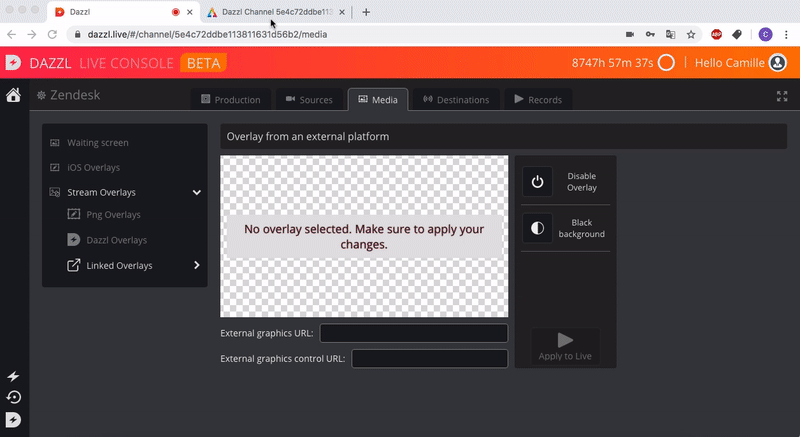 Dazzl
Dazzl Channel 5e4c72ddbe113
dazzl.live/#/channel/5e4c72ddbe113811631d56b2/media
ABP
C
DAZZL LIVE CONSOLE BETA
8747h 57m 37s
Hello Camille
Zendesk
Production
Sources
Media
Destinations
Records
Waiting screen
iOS Overlays
Stream Overlays
Png Overlays
Dazzl Overlays
Linked Overlays
Overlay from an external platform
No overlay selected. Make sure to apply your
changes.
External graphics URL:
External graphics control URL:
Disable
Overlay
Black
background
Apply to Live